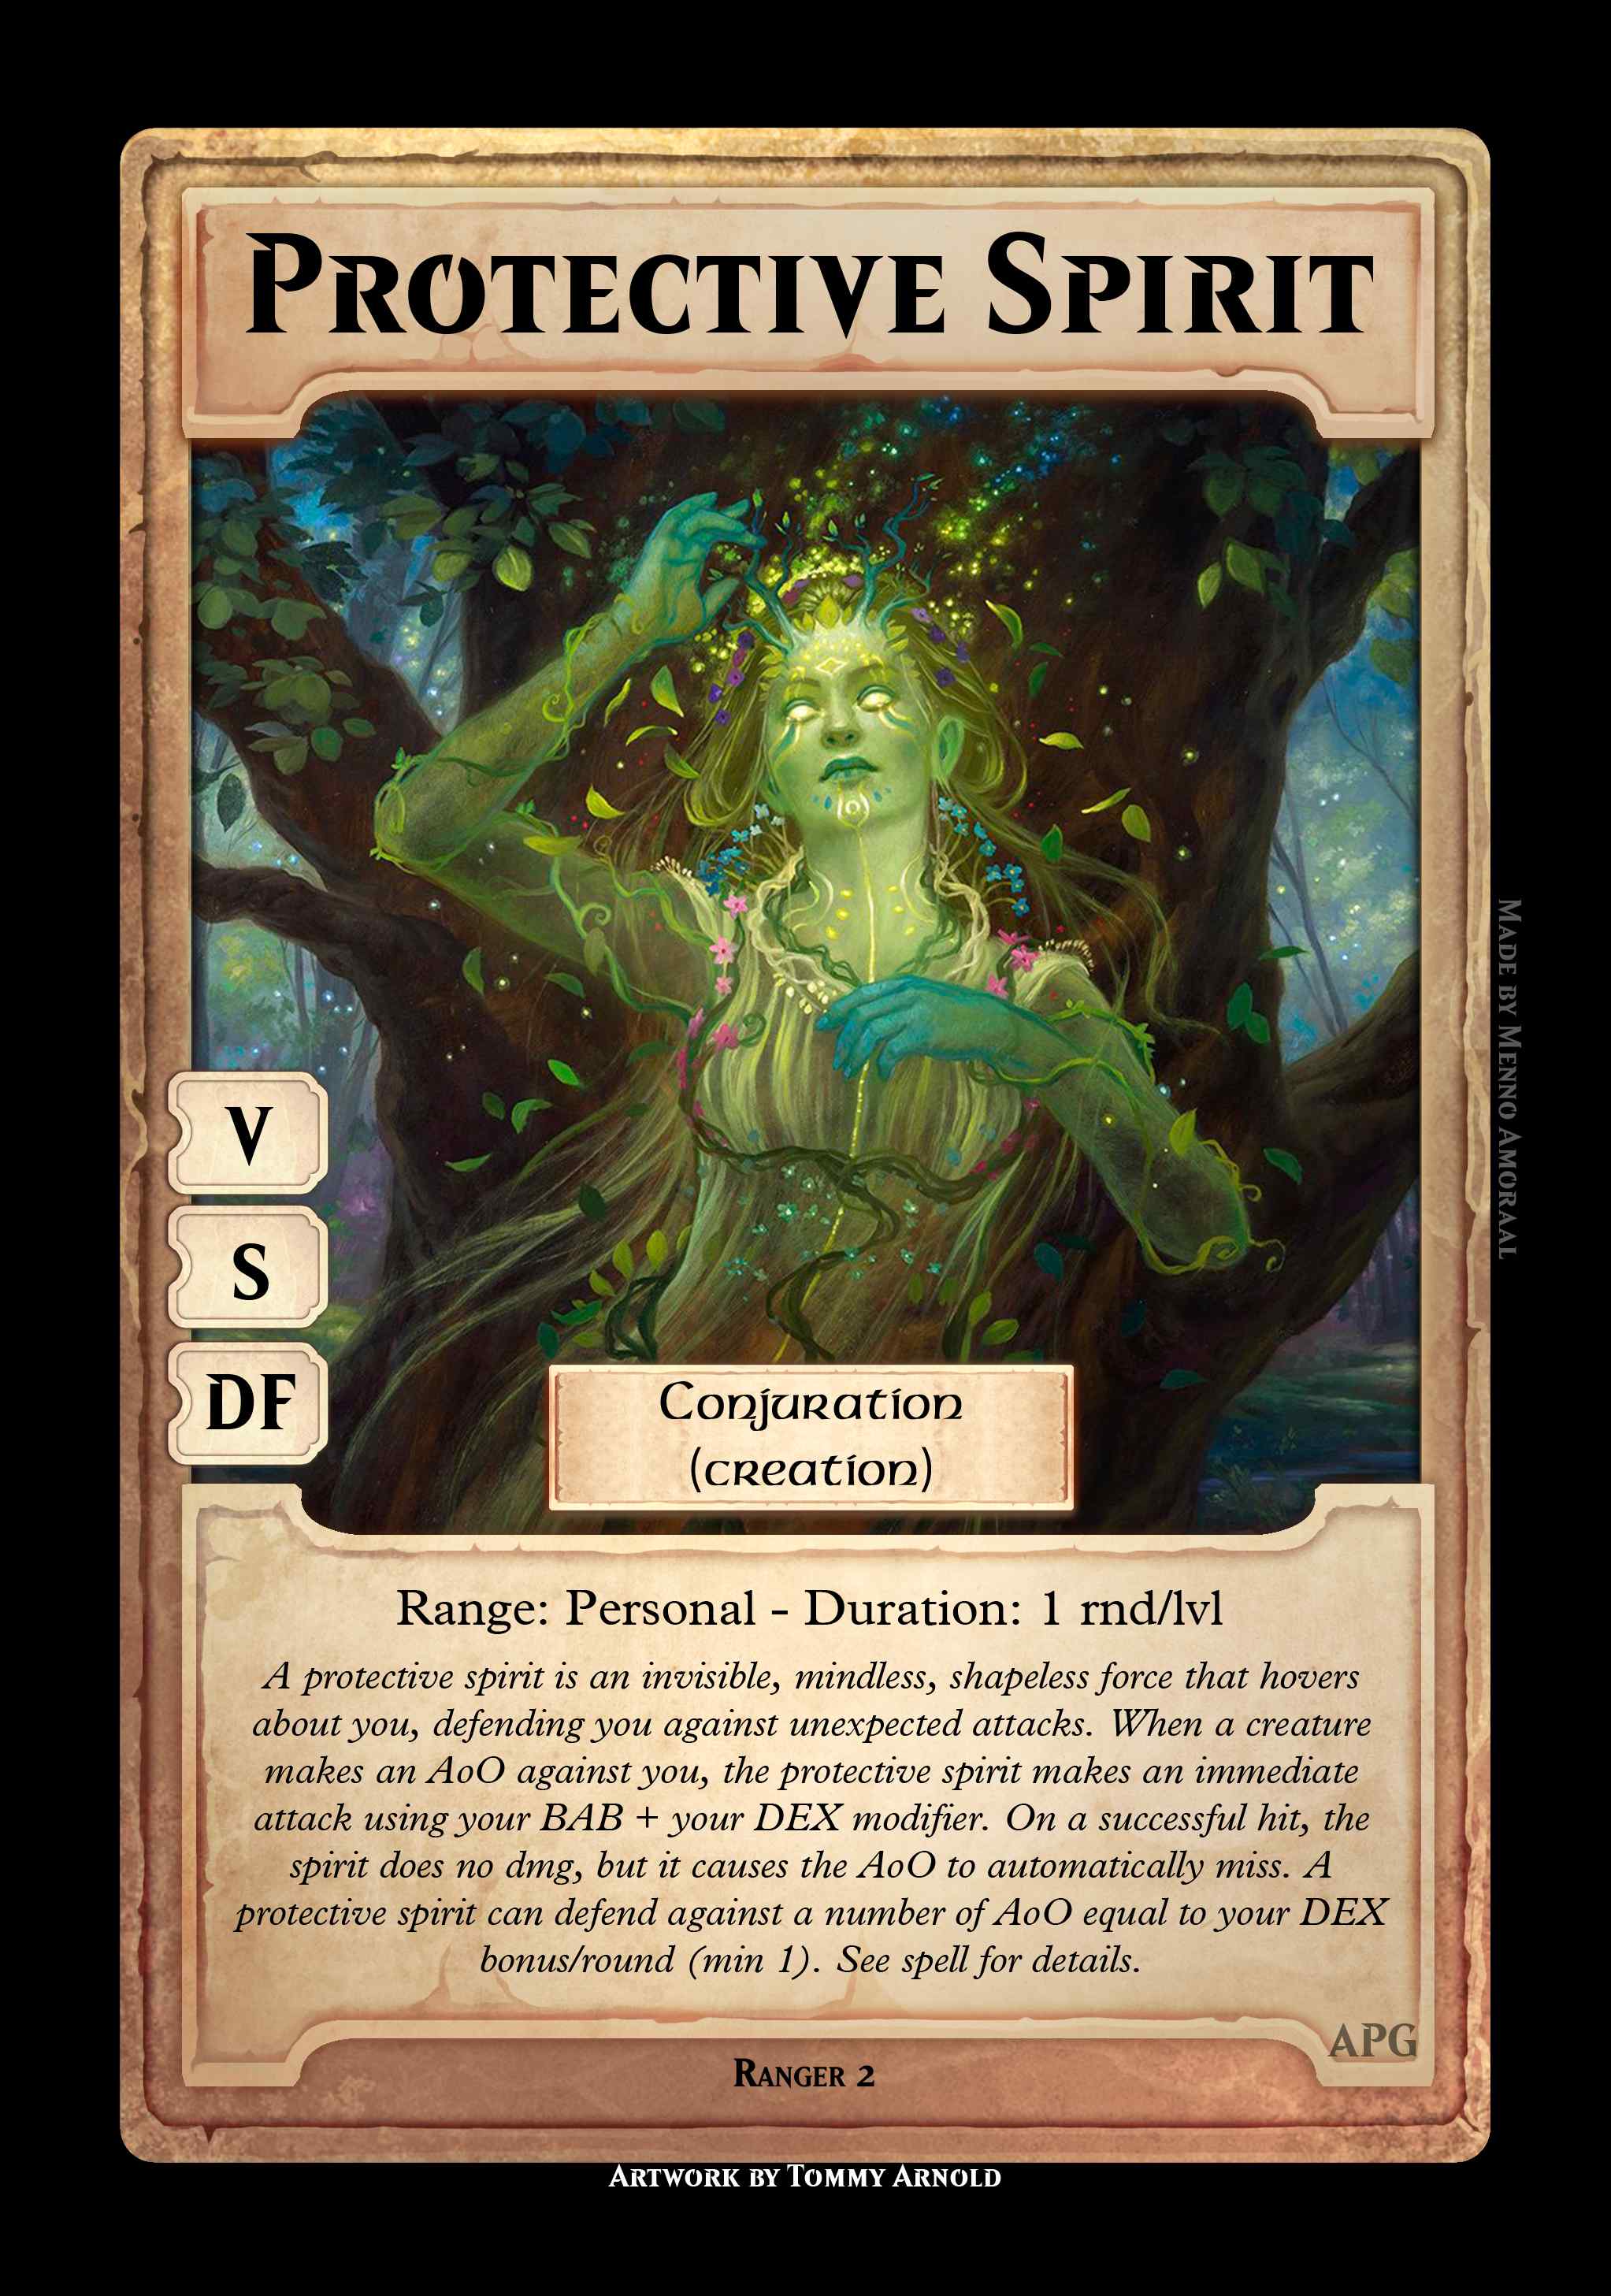 Protective Spirit
V
S
DF
Conjuration
(creation)
Range: Personal - Duration: 1 rnd/lvl
A protective spirit is an invisible, mindless, shapeless force that hovers
about you, defending you against unexpected attacks. When a creature
makes an AoO against you, the protective spirit makes an immediate
attack using your BAB + your DEX modifier. On a successful hit, the
spirit does no dmg, but it causes the AoO to automatically miss. A
protective spirit can defend against a number of AoO equal to your DEX
bonus/round (min 1). See spell for details.
APG
Ranger 2
Artwork by Tommy Arnold
Made by Menno Amoraal